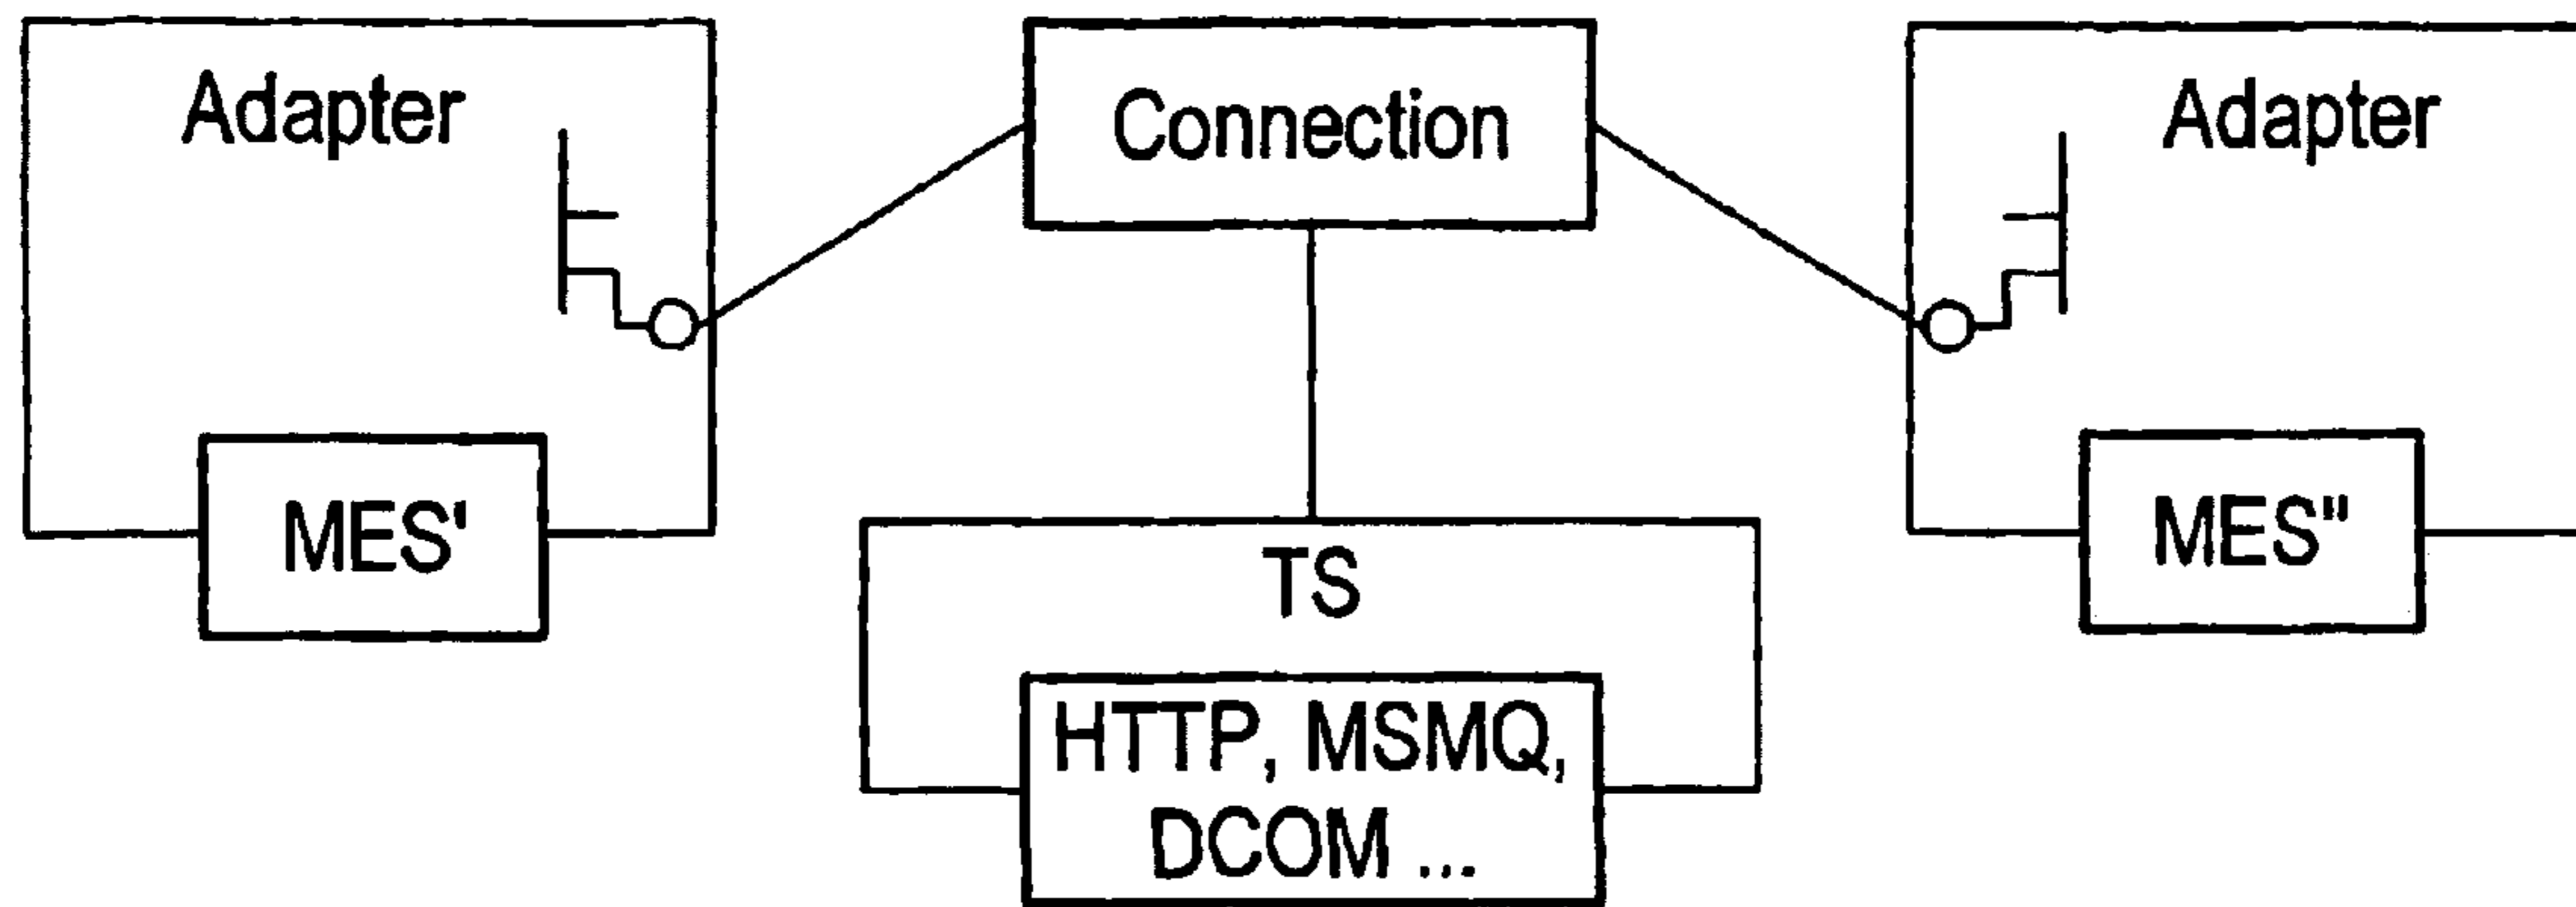 Adapter
Connection
Adapter
MES'
MES"
TS
HTTP, MSMQ,
DCOM ...